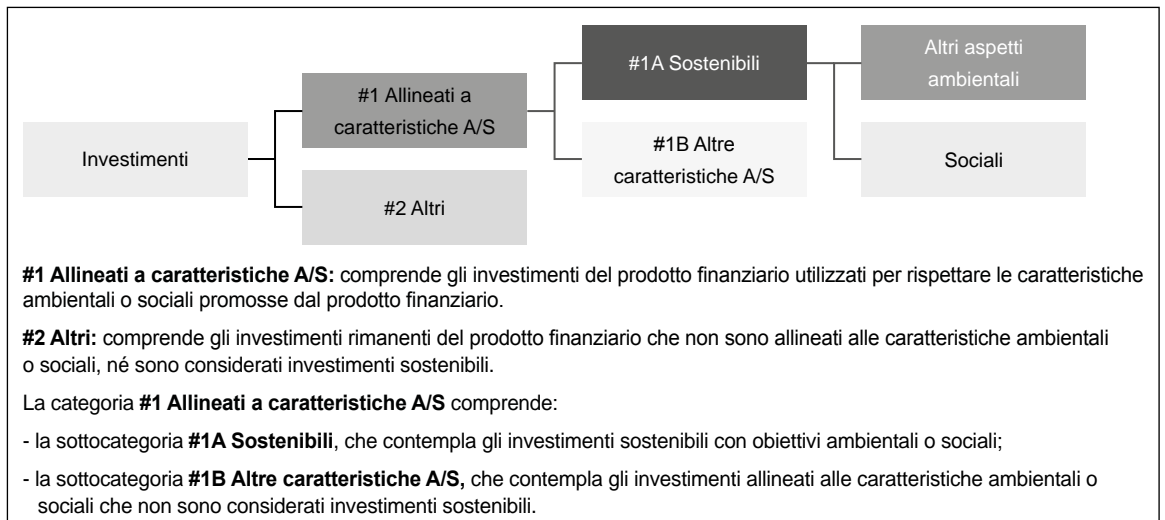 Investimenti
#1 Allineati a
caratteristiche A/S
#2 Altri
#1A Sostenibili
#1B Altre
caratteristiche A/S
Altri aspetti
ambientali
Sociali
#1 Allineati a caratteristiche A/S: comprende gli investimenti del prodotto finanziario utilizzati per rispettare le caratteristiche
ambientali o sociali promosse dal prodotto finanziario.
#2 Altri: comprende gli investimenti rimanenti del prodotto finanziario che non sono allineati alle caratteristiche ambientali
o sociali, né sono considerati investimenti sostenibili.
La categoria #1 Allineati a caratteristiche A/S comprende:
- la sottocategoria #1A Sostenibili, che contempla gli investimenti sostenibili con obiettivi ambientali o sociali;
- la sottocategoria #1B Altre caratteristiche A/S, che contempla gli investimenti allineati alle caratteristiche ambientali o
sociali che non sono considerati investimenti sostenibili.